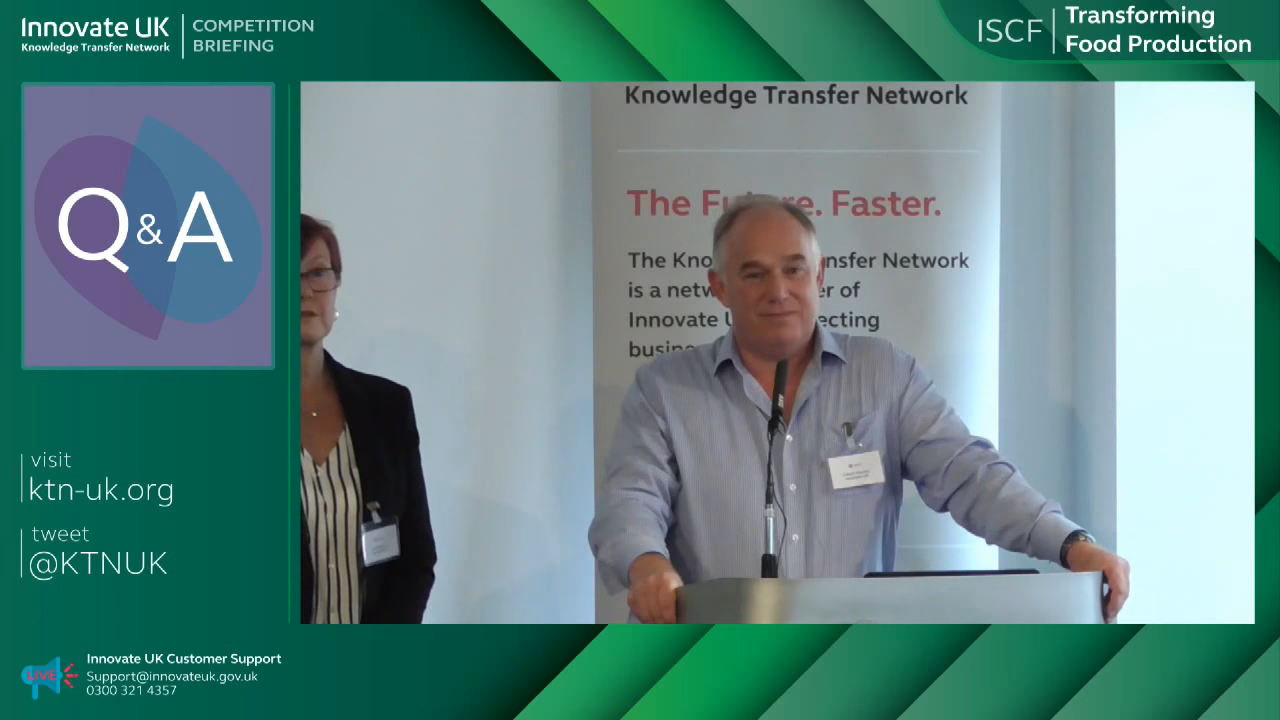 Innovate UK
Knowledge Transfer Network
COMPETITION
BRIEFING
ISCF
Transforming
Food Production
Q&A
visit
ktn-uk.org
tweet
@KTNUK
LIVE
Innovate UK Customer Support
Support@innovateuk.gov.uk
0300 321 4357
Knowledge Transfer Network
The Fu re. Faster.
The Kno nsfer Network
is a netw er of
Innovate U ecting
busin